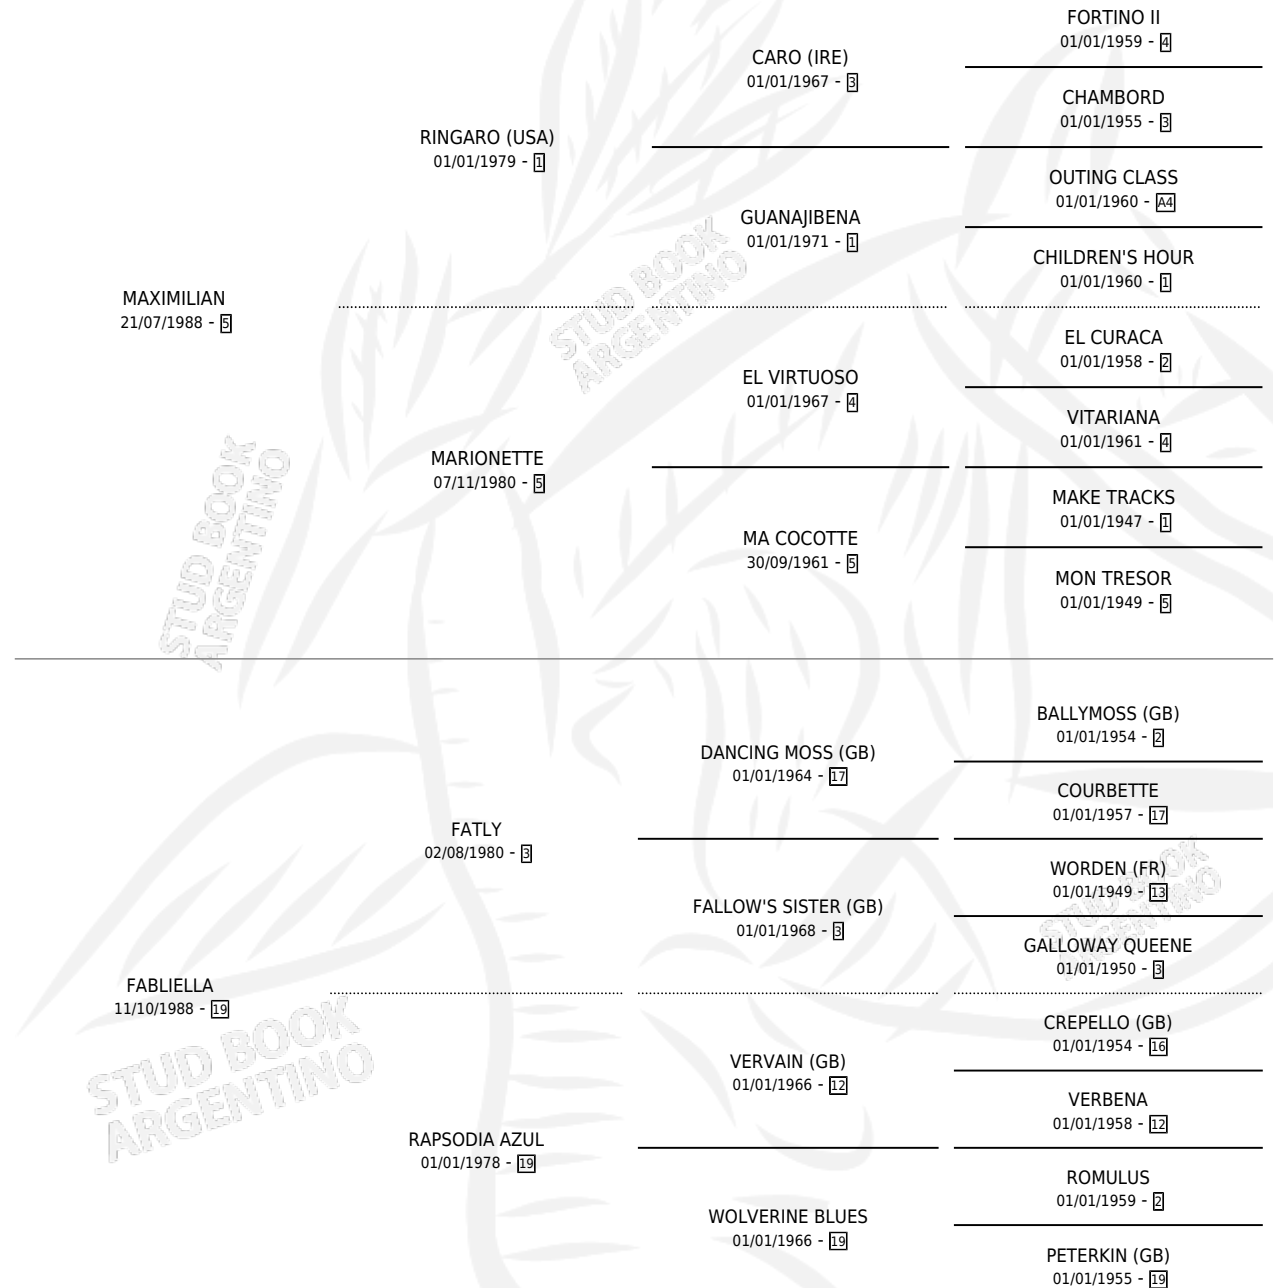 FORTINO II
01/01/1959 - 4
CARO (IRE)
01/01/1967 - 3
CHAMBORD
01/01/1955 - 3
RINGARO (USA)
01/01/1979 - 1
OUTING CLASS
01/01/1960 - A4
GUANAJIBENA
01/01/1971 - 1
CHILDREN'S HOUR
01/01/1960 - 1
MAXIMILIAN
21/07/1988 - 5
STUD BOOK
ARGENTINO
EL CURACA
01/01/1958 - 2
EL VIRTUOSO
01/01/1967 - 4
VITARIANA
01/01/1961 - 4
MARIONETTE
07/11/1980 - 5
MAKE TRACKS
01/01/1947 - 1
MA COCOTTE
30/09/1961 - 5
MON TRESOR
01/01/1949 - 5
STUD BOOK
ARGENTINO
BALLYMOSS (GB)
01/01/1954 - 2
DANCING MOSS (GB)
01/01/1964 - 17
COURBETTE
01/01/1957 - 17
FATLY
02/08/1980 - 3
WORDEN (FR)
01/01/1949 - 13
FALLOW'S SISTER (GB)
01/01/1968 - 3
GALLOWAY QUEENE
01/01/1950 - 3
STUD BOOK
ARGENTINO
FABLIELLA
11/10/1988 - 19
CREPELLO (GB)
01/01/1954 - 16
VERVAIN (GB)
01/01/1966 - 12
VERBENA
01/01/1958 - 12
STUD BOOK
ARGENTINO
RAPSODIA AZUL
01/01/1978 - 19
ROMULUS
01/01/1959 - 2
WOLVERINE BLUES
01/01/1966 - 19
PETERKIN (GB)
01/01/1955 - 19